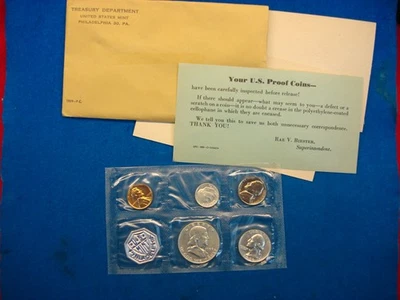 TREASURY DEPARTMENT
UNITED STATES MINT
PHILADELPHIA 30, PA.
Your U.S. Proof Coins—
have been carefully inspected before release!
If there should appear—what may seem to you—a defect or a
scratch on a coin—it is no doubt a crease in the polyethylene-coated
cellophane in which they are encased.
We tell you this to save us both unnecessary correspondence.
THANK YOU!
RAE V. BIESTER,
Superintendent.